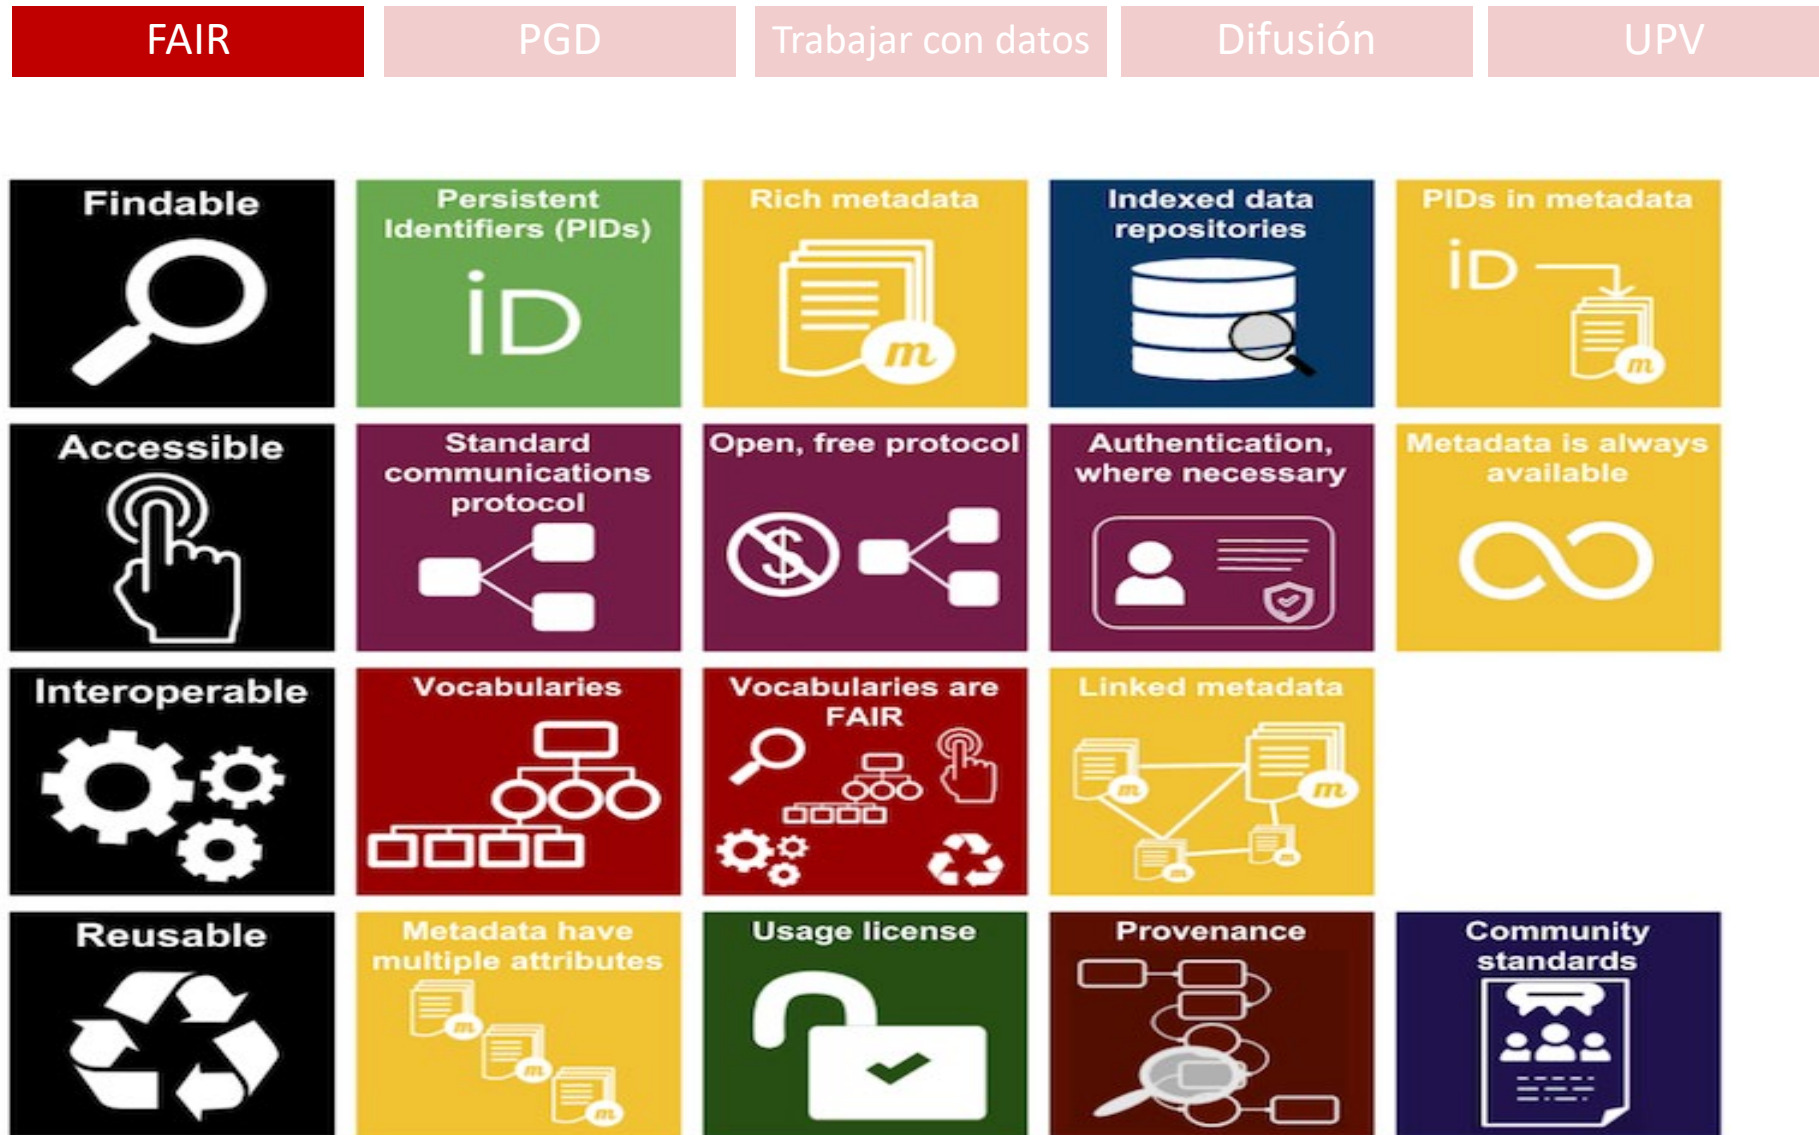 FAIR
PGD
Trabajar con datos
Difusión
UPV
Findable
Persistent
Identifiers (PIDs)
iD
Rich metadata
m
Indexed data
repositories
PIDs in metadata
iD
m
Accessible
Standard
communications
protocol
Open, free protocol
$
Authentication,
where necessary
Metadata is always
available
Interoperable
Vocabularies
Vocabularies are
FAIR
Linked metadata
m
m
m
m
Reusable
Metadata have
multiple attributes
m
m
m
Usage license
Provenance
Community
standards